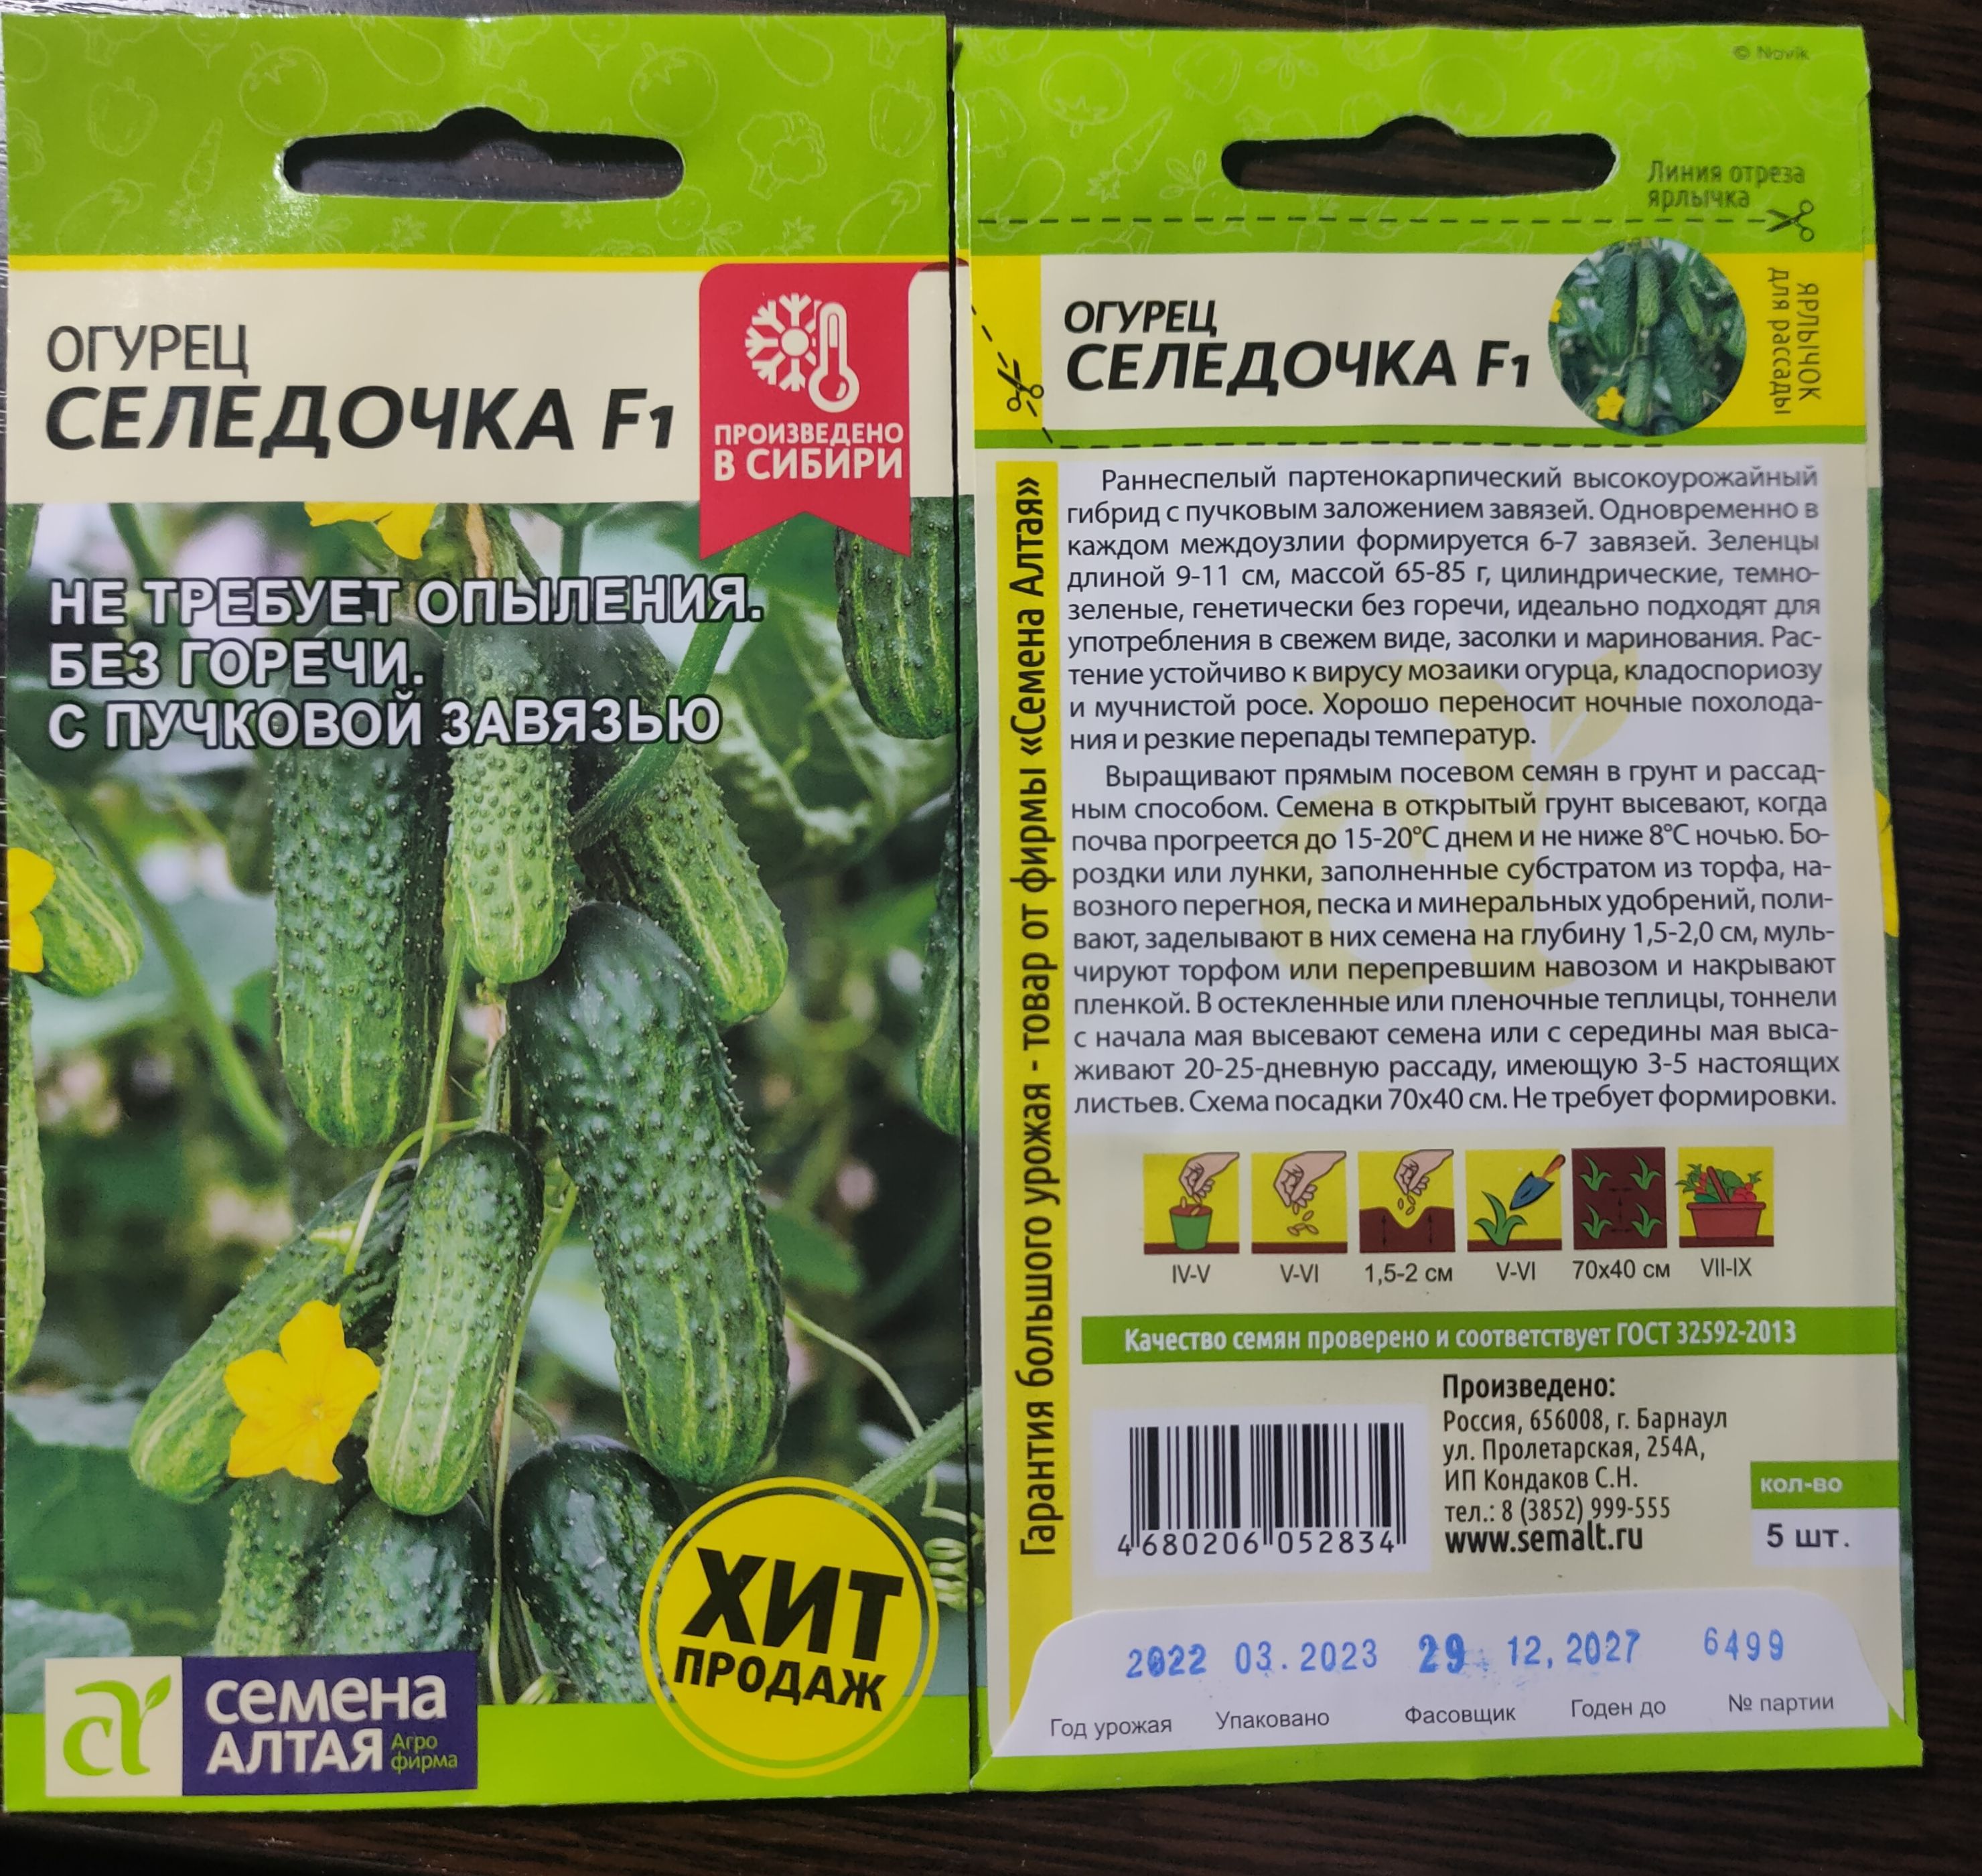 ОГУРЕЦ
СЕЛЕДОЧКА F1
ПРОИЗВЕДЕНО
В СИБИРИ
НЕ ТРЕБУЕТ ОПЫЛЕНИЯ.
БЕЗ ГОРЕЧИ.
С ПУЧКОВОЙ ЗАВЯЗЬЮ
ХИТ
ПРОДАЖ
семена
АЛТАЯ
Агро
фирма
© Novik
Линия отреза
ярлычка
ОГУРЕЦ
СЕЛЕДОЧКА F1
ЯРЛЫЧОК
для рассады
Гарантия большого урожая - товар от фирмы «Семена Алтая»
Раннеспелый партенокарпический высокоурожайный
гибрид с пучковым заложением завязей. Одновременно в
каждом междоузлии формируется 6-7 завязей. Зеленцы
длиной 9-11 см, массой 65-85 г, цилиндрические, темно-
зеленые, генетически без горечи, идеально подходят для
употребления в свежем виде, засолки и маринования. Рас-
тение устойчиво к вирусу мозаики огурца, кладоспориозу
и мучнистой росе. Хорошо переносит ночные похолода-
ния и резкие перепады температур.
Выращивают прямым посевом семян в грунт и рассад-
ным способом. Семена в открытый грунт высевают, когда
почва прогреется до 15-20°С днем и не ниже 8°С ночью. Бо-
роздки или лунки, заполненные субстратом из торфа, на-
возного перегноя, песка и минеральных удобрений, поли-
вают, заделывают в них семена на глубину 1,5-2,0 см, муль-
чируют торфом или перепревшим навозом и накрывают
пленкой. В остекленные или пленочные теплицы, тоннели
с начала мая высевают семена или с середины мая выса-
живают 20-25-дневную рассаду, имеющую 3-5 настоящих
листьев. Схема посадки 70х40 см. Не требует формировки.
IV-V V-VI 1,5-2 см V-VI 70х40 см VII-IX
Качество семян проверено и соответствует ГОСТ 32592-2013
Произведено:
Россия, 656008, г. Барнаул
ул. Пролетарская, 254А,
ИП Кондаков С.Н.
тел.: 8 (3852) 999-555
www.semalt.ru
кол-во
5 шт.
4 680206 052834
2022 03.2023 29 12,2027 6499
Год урожая Упаковано Фасовщик Годен до № партии